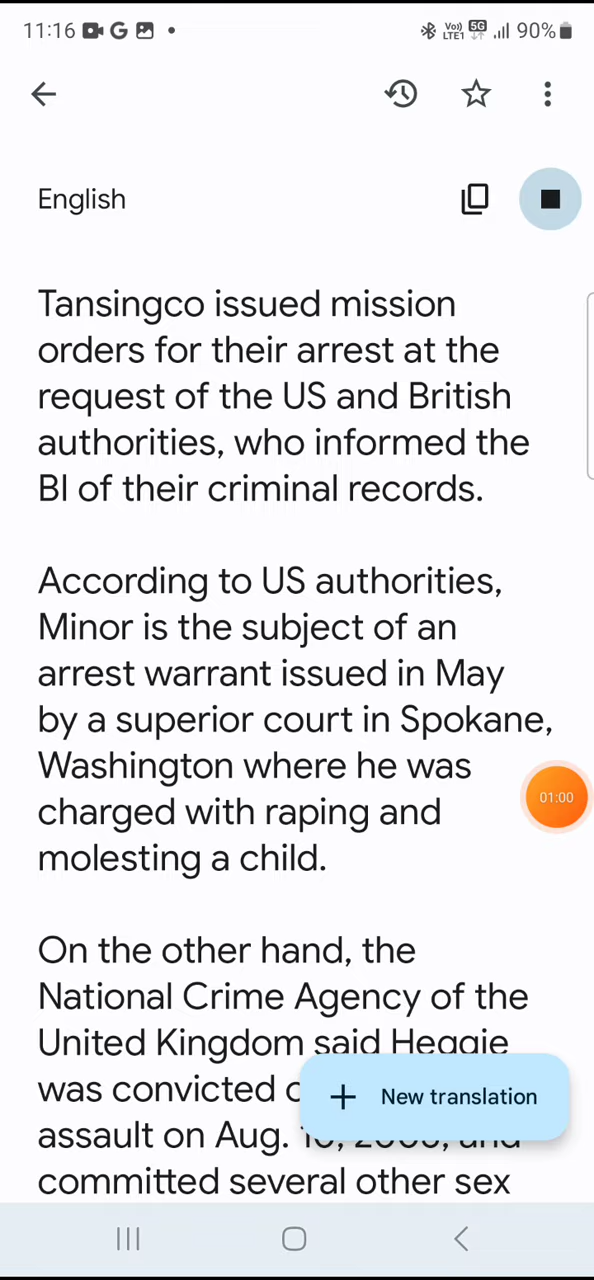 11:16
Vo)) LTE1 5G 90%
English
Tansingco issued mission
orders for their arrest at the
request of the US and British
authorities, who informed the
BI of their criminal records.
According to US authorities,
Minor is the subject of an
arrest warrant issued in May
by a superior court in Spokane,
Washington where he was
01:00
charged with raping and
molesting a child.
On the other hand, the
National Crime Agency of the
United Kingdom said Heggie
was convicted
+ New translation
assault on Aug. and
committed several other sex